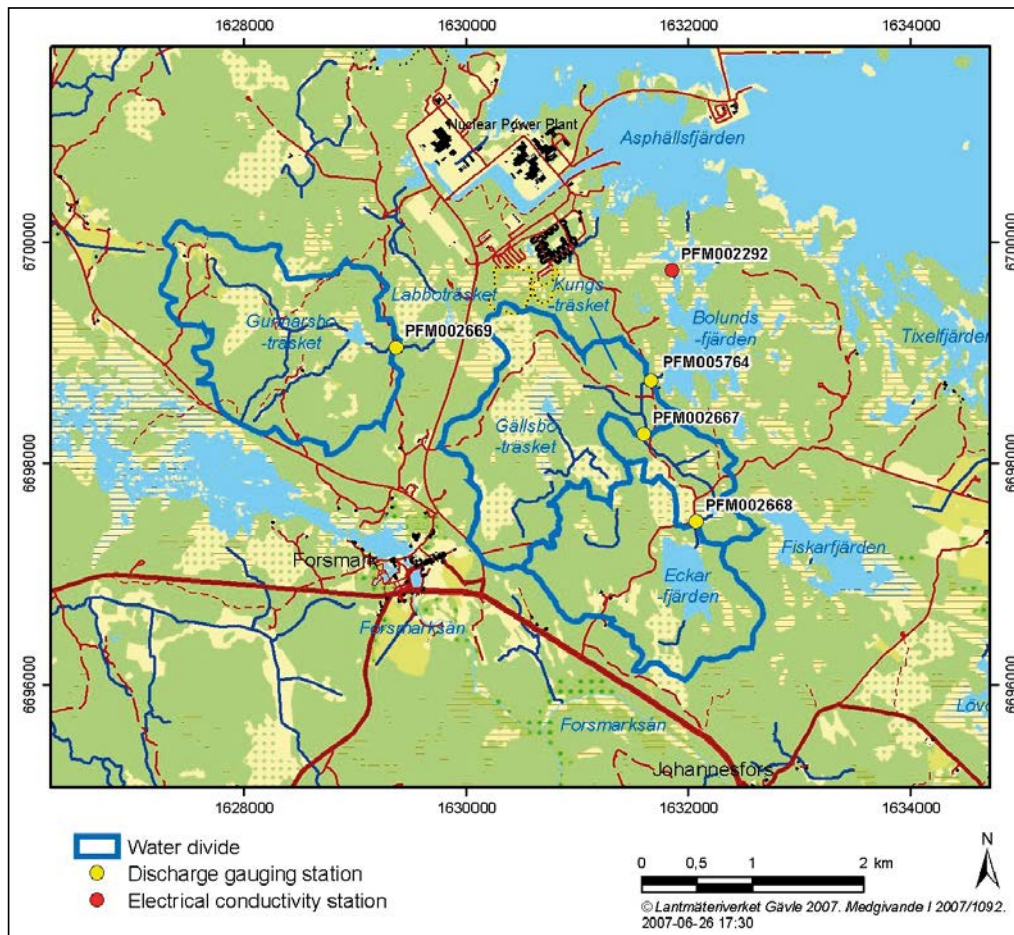 1628000
1630000
1632000
1634000
Nuclear Power Plant
Asphällsfjärden
6700000
6700000
PFM002292
Kungs
-träsket
Labboträsket
Bolunds
-fjärden
Gunnarsbo
-träsket
PFM002669
Tixelfjärden
PFM005764
PFM002667
Gällsbo
-träsket
6698000
6698000
PFM002668
Forsmark
Fiskarfjärden
Eckar
-fjärden
Forsmarksån
6696000
6696000
Forsmarksån
Johannesfors
1628000
1630000
1632000
1634000
Water divide
Discharge gauging station
Electrical conductivity station
N
0 0,5 1 2 km
© Lantmäteriverket Gävle 2007. Medgivande I 2007/1092.
2007-06-26 17:30